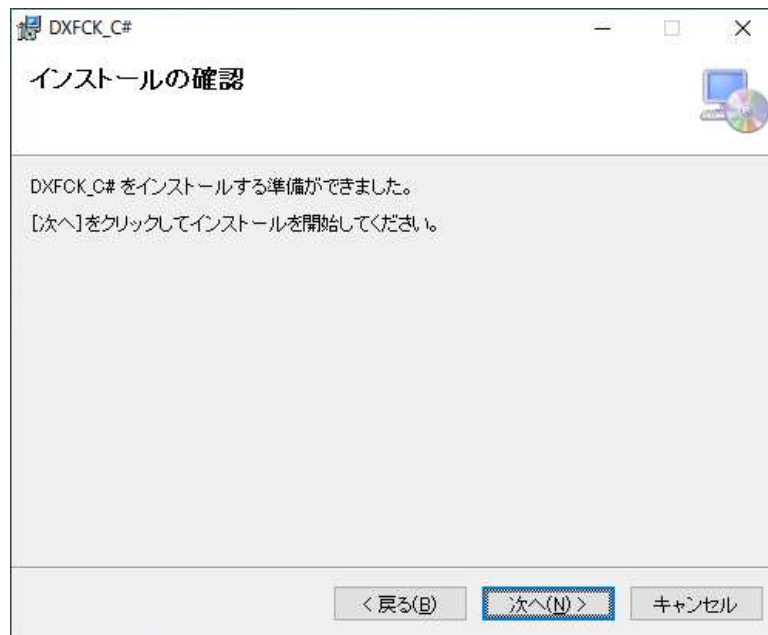 DXFCK_C#
インストールの確認
DXFCK_C# をインストールする準備ができました。
[次へ]をクリックしてインストールを開始してください。
< 戻る(B)
次へ(N) >
キャンセル